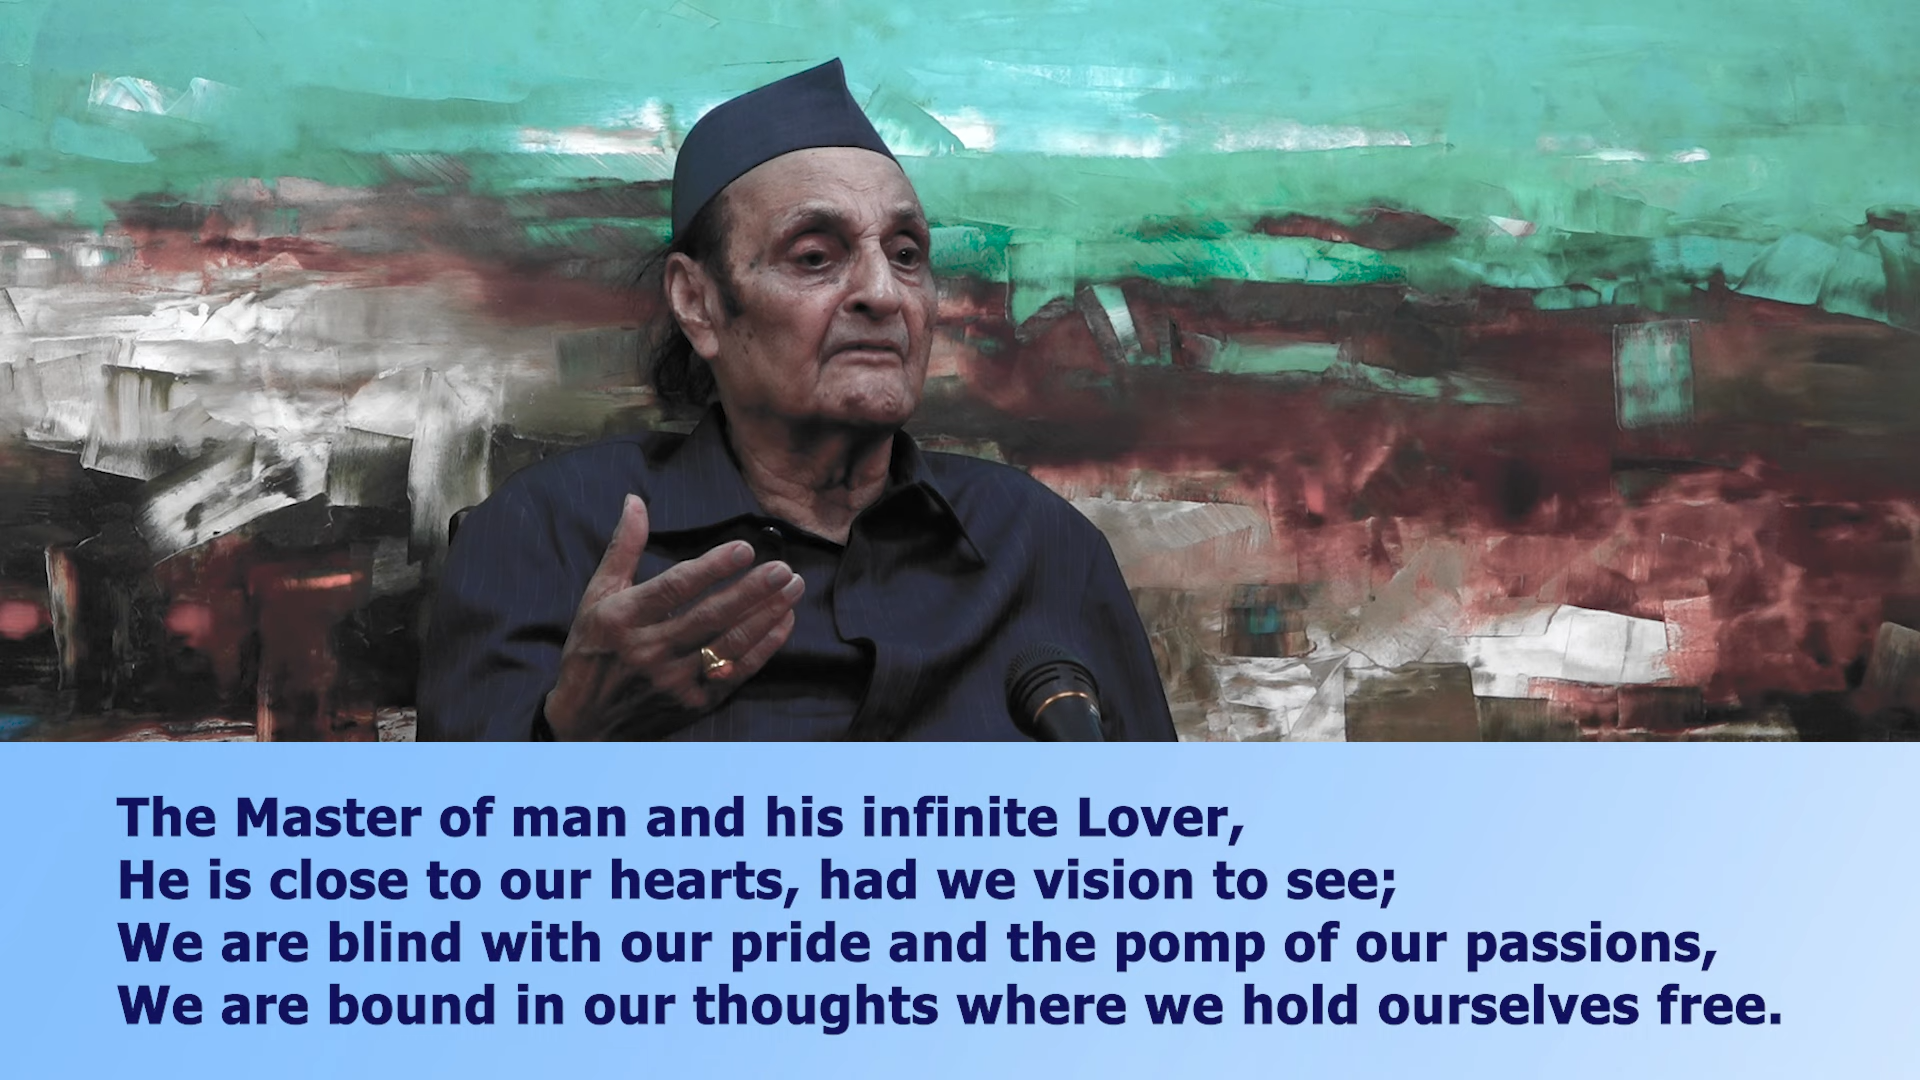 The Master of man and his infinite Lover,
He is close to our hearts, had we vision to see;
We are blind with our pride and the pomp of our passions,
We are bound in our thoughts where we hold ourselves free.